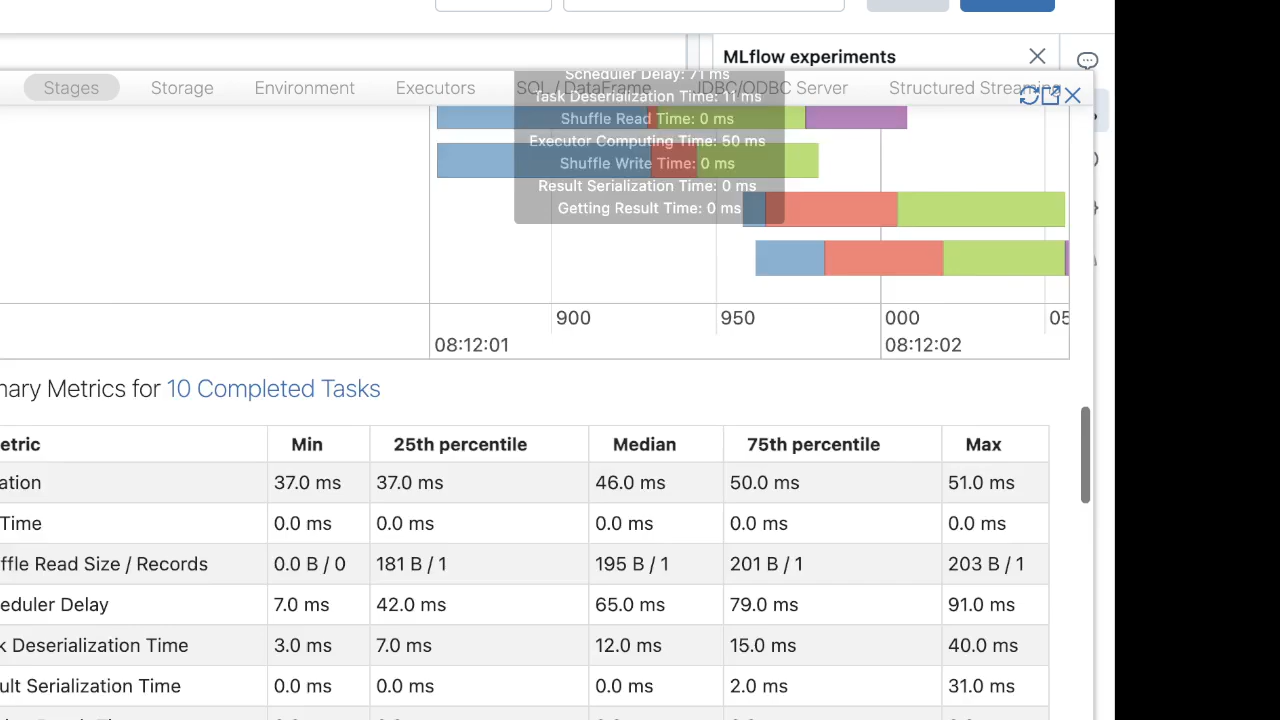 MLflow experiments
Stages Storage Environment Executors SQL / DataFrame JDBC/ODBC Server Structured Streaming
Scheduler Delay: 71 ms
Task Deserialization Time: 11 ms
Shuffle Read Time: 0 ms
Executor Computing Time: 50 ms
Shuffle Write Time: 0 ms
Result Serialization Time: 0 ms
Getting Result Time: 0 ms
900 950 000 05
08:12:01 08:12:02
nary Metrics for 10 Completed Tasks
etric Min 25th percentile Median 75th percentile Max
ation 37.0 ms 37.0 ms 46.0 ms 50.0 ms 51.0 ms
Time 0.0 ms 0.0 ms 0.0 ms 0.0 ms 0.0 ms
ffle Read Size / Records 0.0 B / 0 181 B / 1 195 B / 1 201 B / 1 203 B / 1
eduler Delay 7.0 ms 42.0 ms 65.0 ms 79.0 ms 91.0 ms
k Deserialization Time 3.0 ms 7.0 ms 12.0 ms 15.0 ms 40.0 ms
ult Serialization Time 0.0 ms 0.0 ms 0.0 ms 2.0 ms 31.0 ms